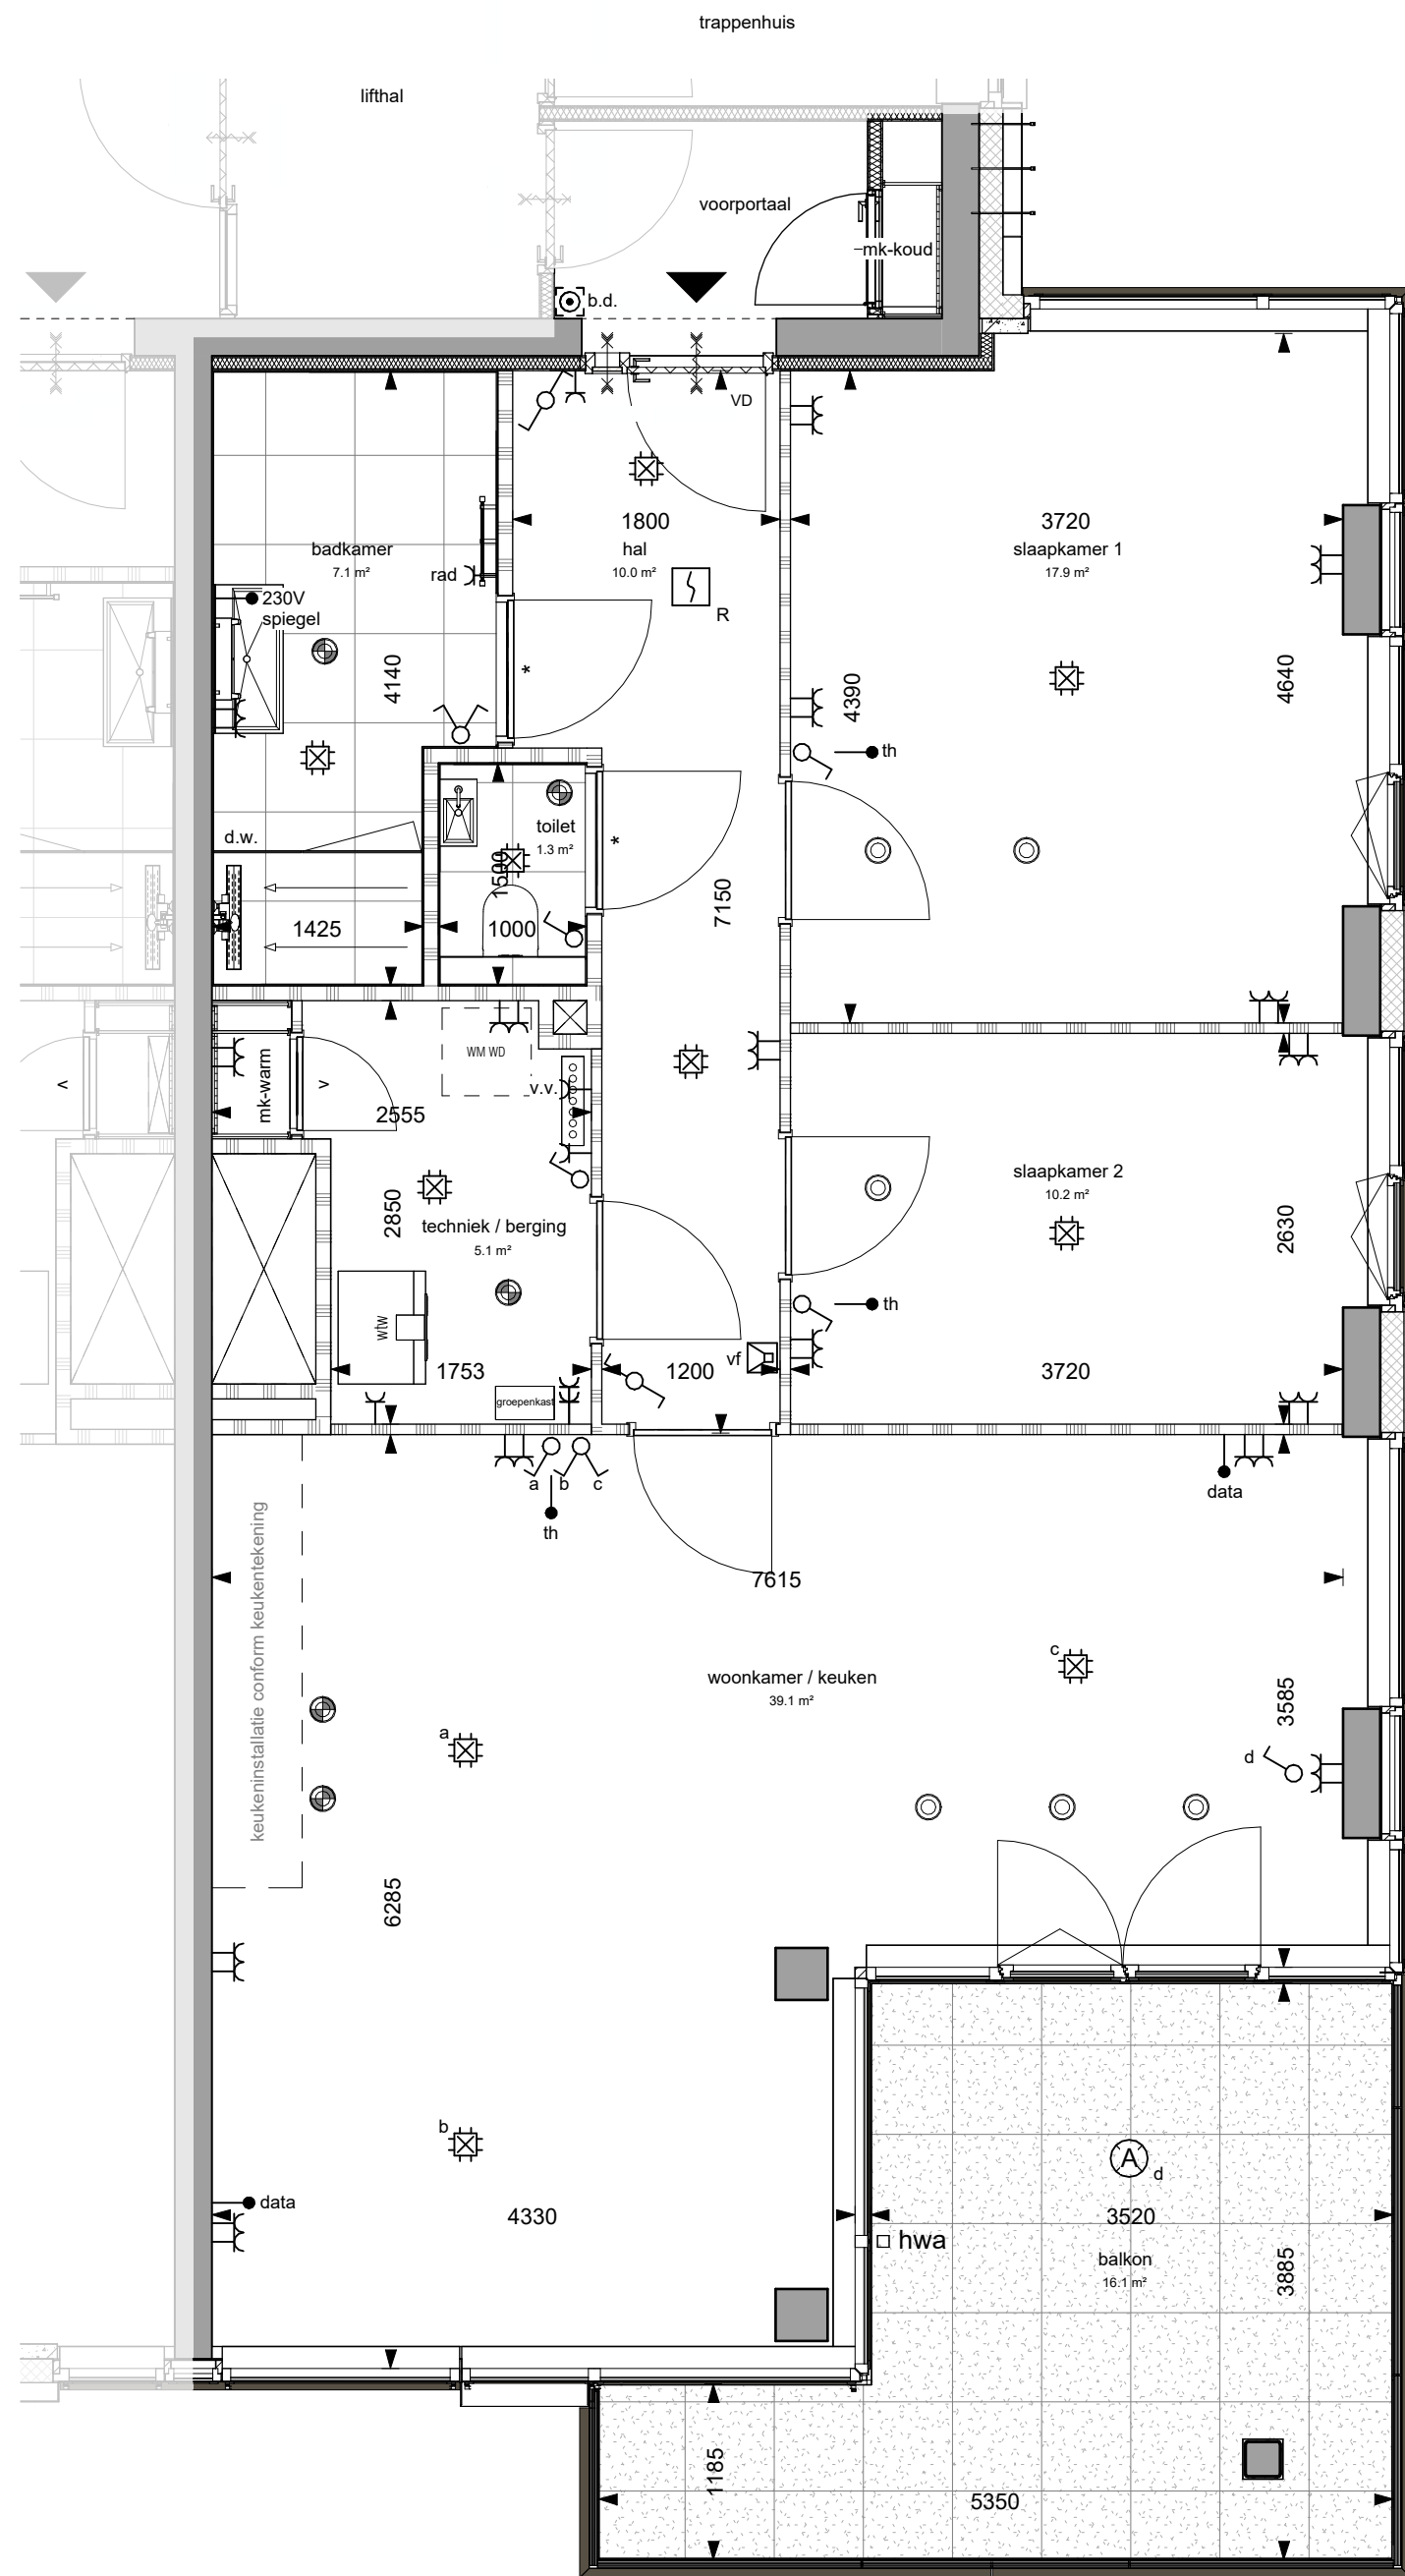 trappenhuis
lifthal
voorportaal
mk-koud
b.d.
VD
1800
3720
badkamer
7.1 m²
hal
10.0 m²
slaapkamer 1
17.9 m²
rad
230V
spiegel
R
*
4140
4390
4640
th
d.w.
toilet
1.3 m²
*
1500
7150
1425
1000
WM WD
v.v.
mk-warm
<
>
2555
slaapkamer 2
10.2 m²
2850
techniek / berging
5.1 m²
2630
th
wtw
vf
1753
1200
3720
groepenkast
a
b
c
th
data
keukeninstallatie conform keukentekening
7615
c
woonkamer / keuken
39.1 m²
3585
a
d
6285
b
A
d
data
4330
3520
hwa
balkon
16.1 m²
3885
1185
5350